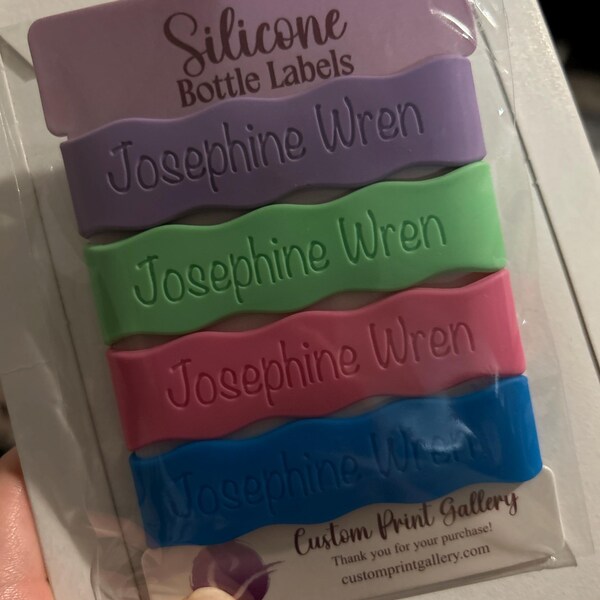 Silicone
Bottle Labels
Josephine Wren
Josephine Wren
Josephine Wren
Josephine Wren
Custom Print Gallery
Thank you for your purchase!
customprintgallery.com